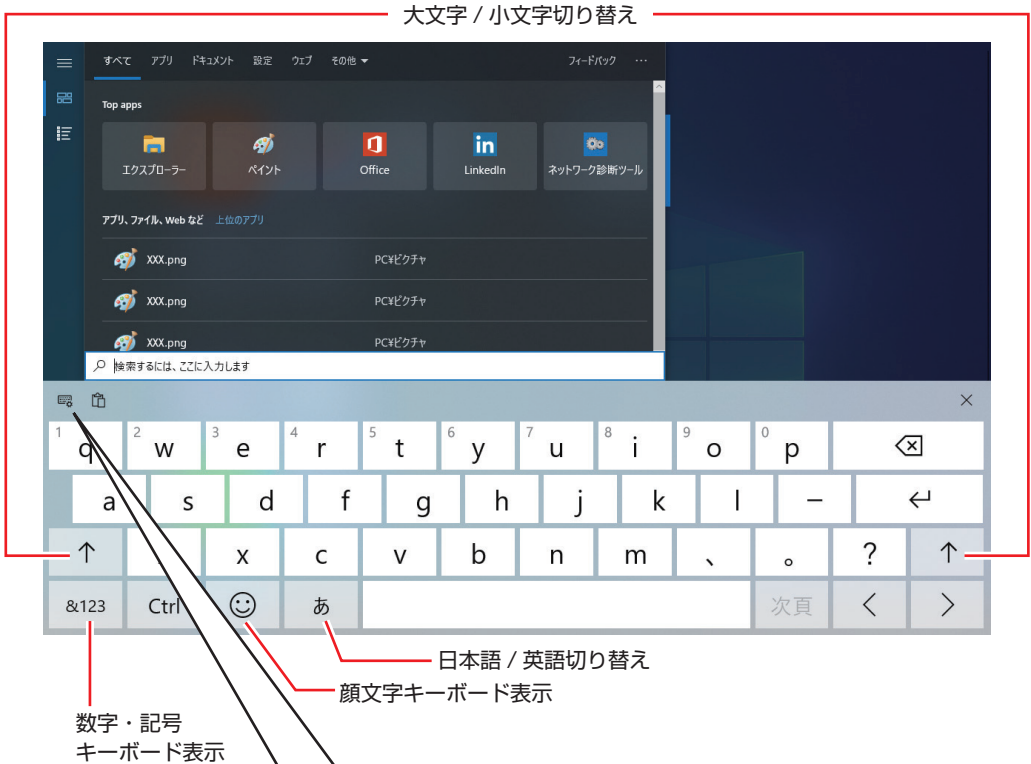 大文字 / 小文字切り替え
すべて アプリ ドキュメント 設定 ウェブ その他 フィードバック ...
Top apps
エクスプローラー ペイント Office LinkedIn ネットワーク診断ツール
アプリ、ファイル、Web など 上位のアプリ
XXX.png PC¥ピクチャ
XXX.png PC¥ピクチャ
XXX.png PC¥ピクチャ
検索するには、ここに入力します
1 q 2 w 3 e 4 r 5 t 6 y 7 u 8 i 9 o 0 p
a s d f g h j k l ー
x c v b n m 、 。 ?
&123 Ctrl あ 次頁 < >
日本語 / 英語切り替え
顔文字キーボード表示
数字・記号
キーボード表示